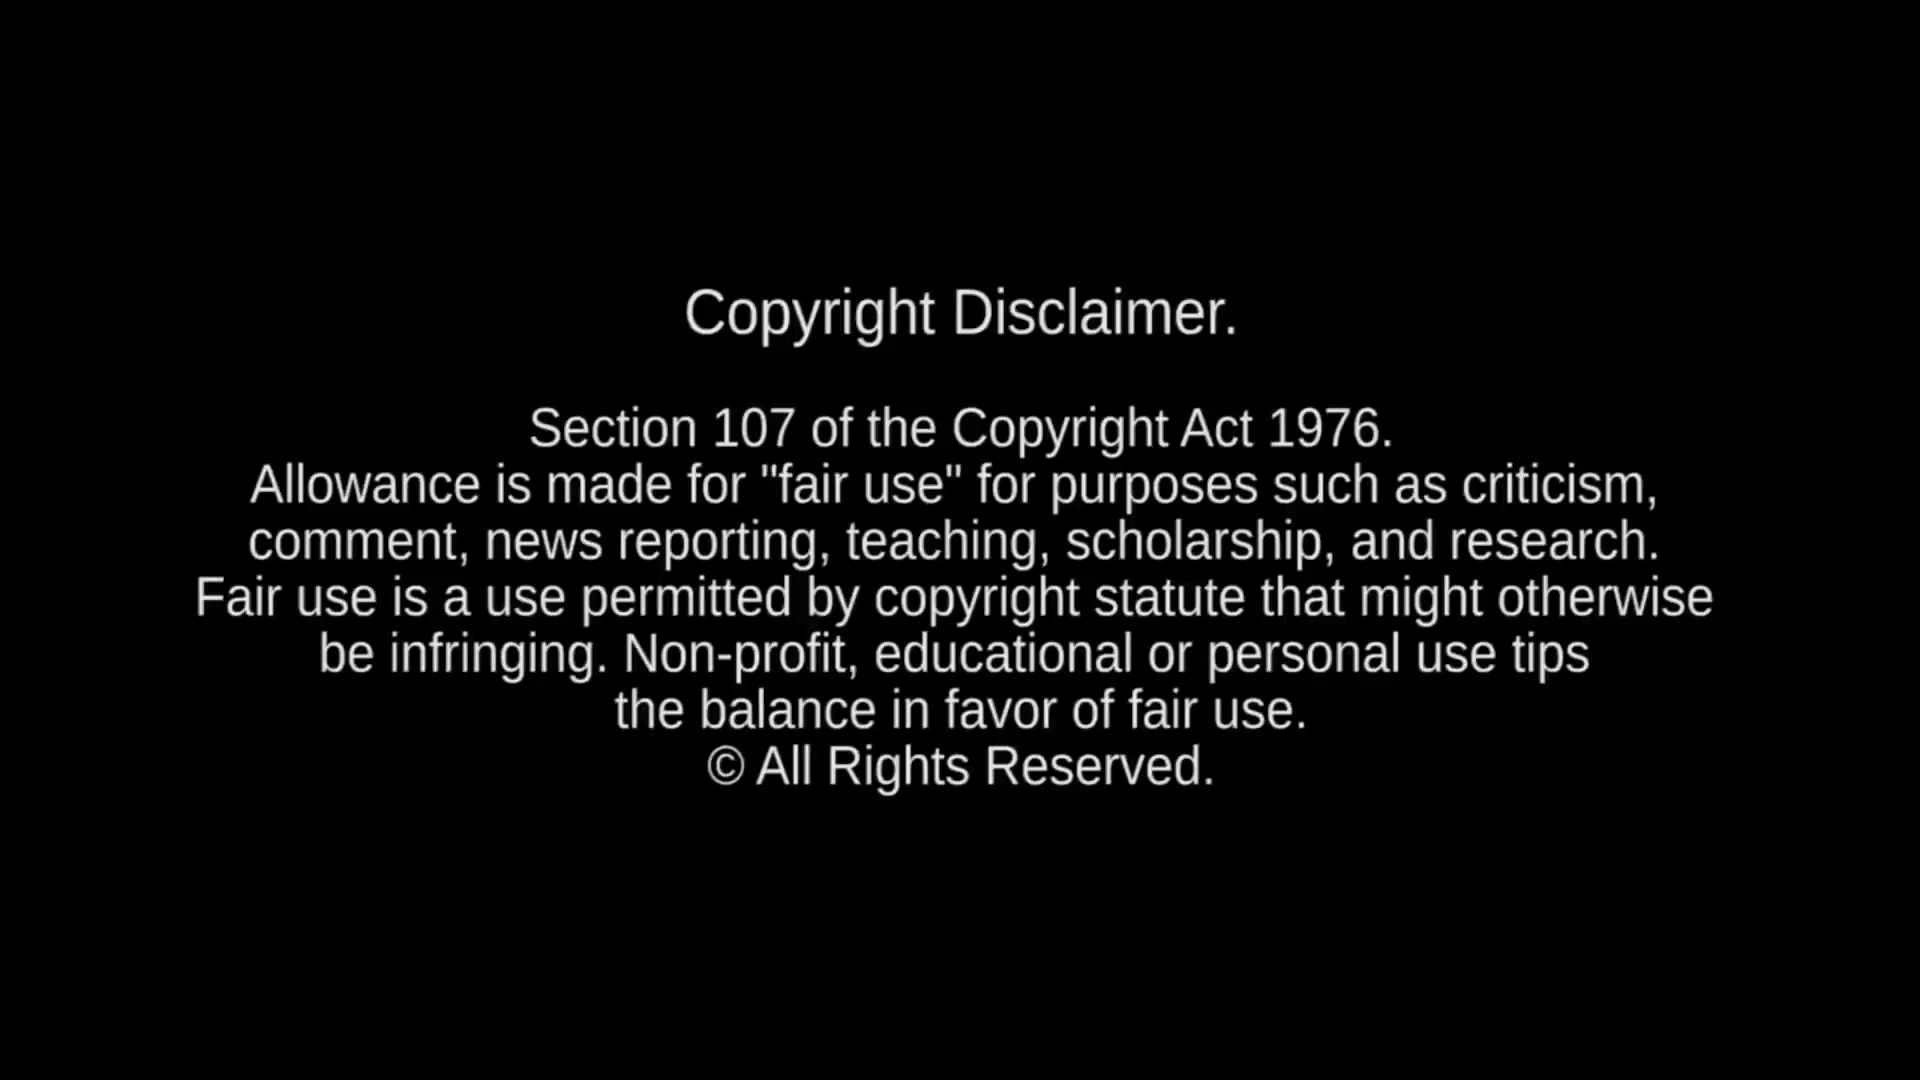 Copyright Disclaimer.
Section 107 of the Copyright Act 1976.
Allowance is made for "fair use" for purposes such as criticism,
comment, news reporting, teaching, scholarship, and research.
Fair use is a use permitted by copyright statute that might otherwise
be infringing. Non-profit, educational or personal use tips
the balance in favor of fair use.
© All Rights Reserved.